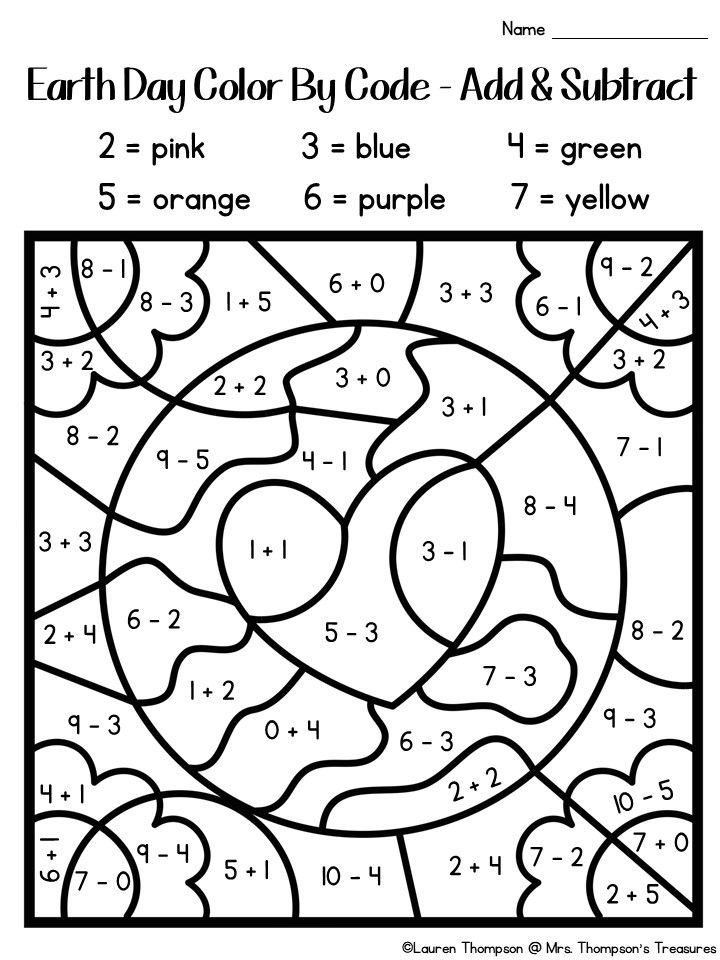 Name
Earth Day Color By Code - Add & Subtract
2 = pink 3 = blue 4 = green
5 = orange 6 = purple 7 = yellow
4 + 3
8 - 1
8 - 3
1 + 5
6 + 0
3 + 3
6 - 1
9 - 2
4 + 3
3 + 2
2 + 2
3 + 0
3 + 1
3 + 2
8 - 2
9 - 5
4 - 1
7 - 1
8 - 4
3 + 3
1 + 1
3 - 1
2 + 4
6 - 2
5 - 3
8 - 2
1 + 2
7 - 3
9 - 3
0 + 4
6 - 3
9 - 3
4 + 1
2 + 2
10 - 5
6 + 1
7 - 0
9 - 4
5 + 1
10 - 4
2 + 4
7 - 2
7 + 0
2 + 5
©Lauren Thompson @ Mrs. Thompson's Treasures